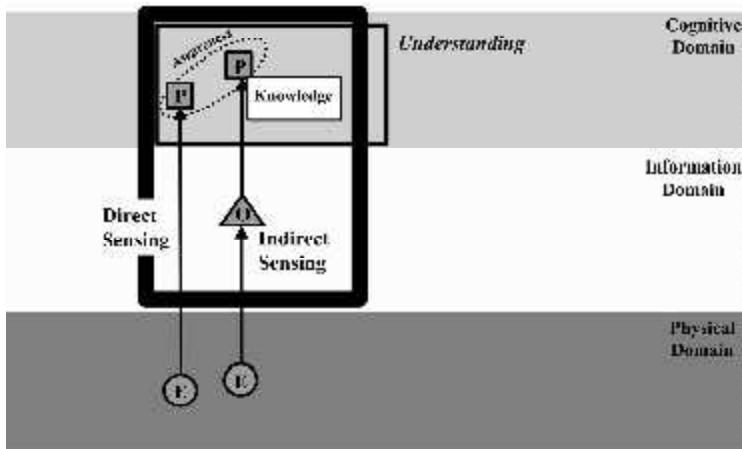 Cognitive
Domain
Awareness
Understanding
P
P
Knowledge
Information
Domain
Direct
Sensing
O
Indirect
Sensing
Physical
Domain
E
E